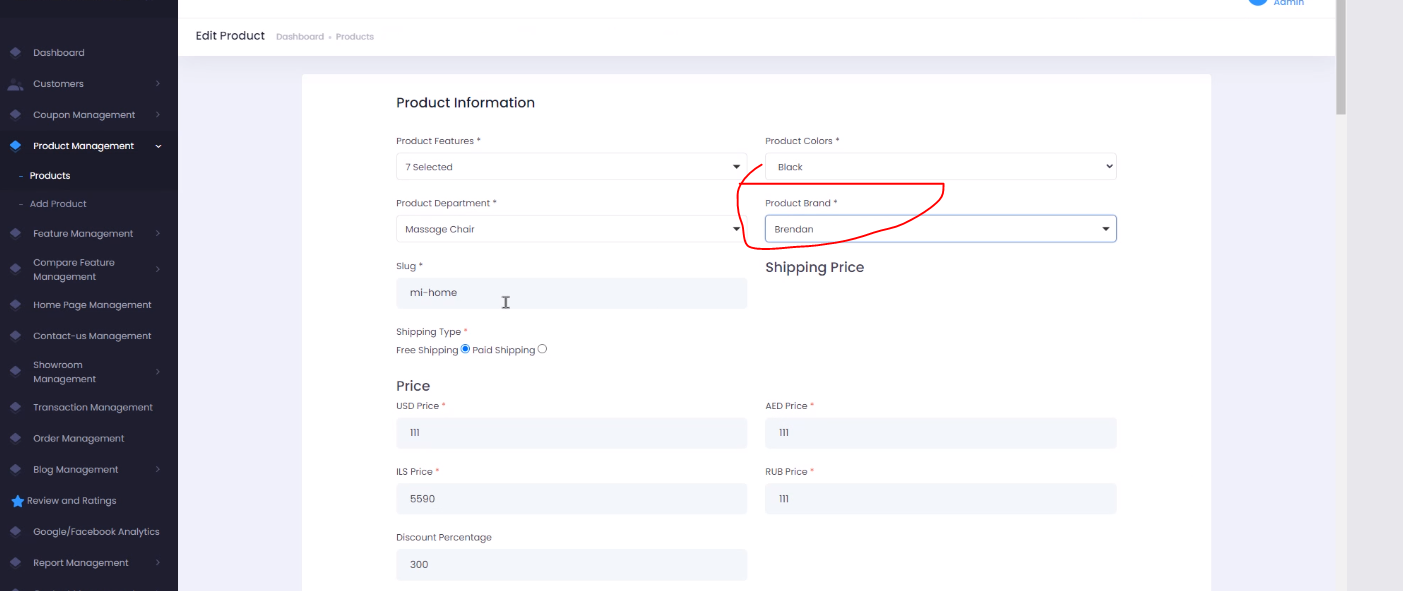 Admin
Edit Product Dashboard - Products
Dashboard
Customers
Coupon Management
Product Management
- Products
- Add Product
Feature Management
Compare Feature
Management
Home Page Management
Contact-us Management
Showroom
Management
Transaction Management
Order Management
Blog Management
Review and Ratings
Google/Facebook Analytics
Report Management
Product Information
Product Features * Product Colors *
7 Selected Black
Product Department * Product Brand *
Massage Chair Brendan
Slug * Shipping Price
mi-home
Shipping Type *
Free Shipping Paid Shipping
Price
USD Price * AED Price *
111 111
ILS Price * RUB Price *
5590 111
Discount Percentage
300